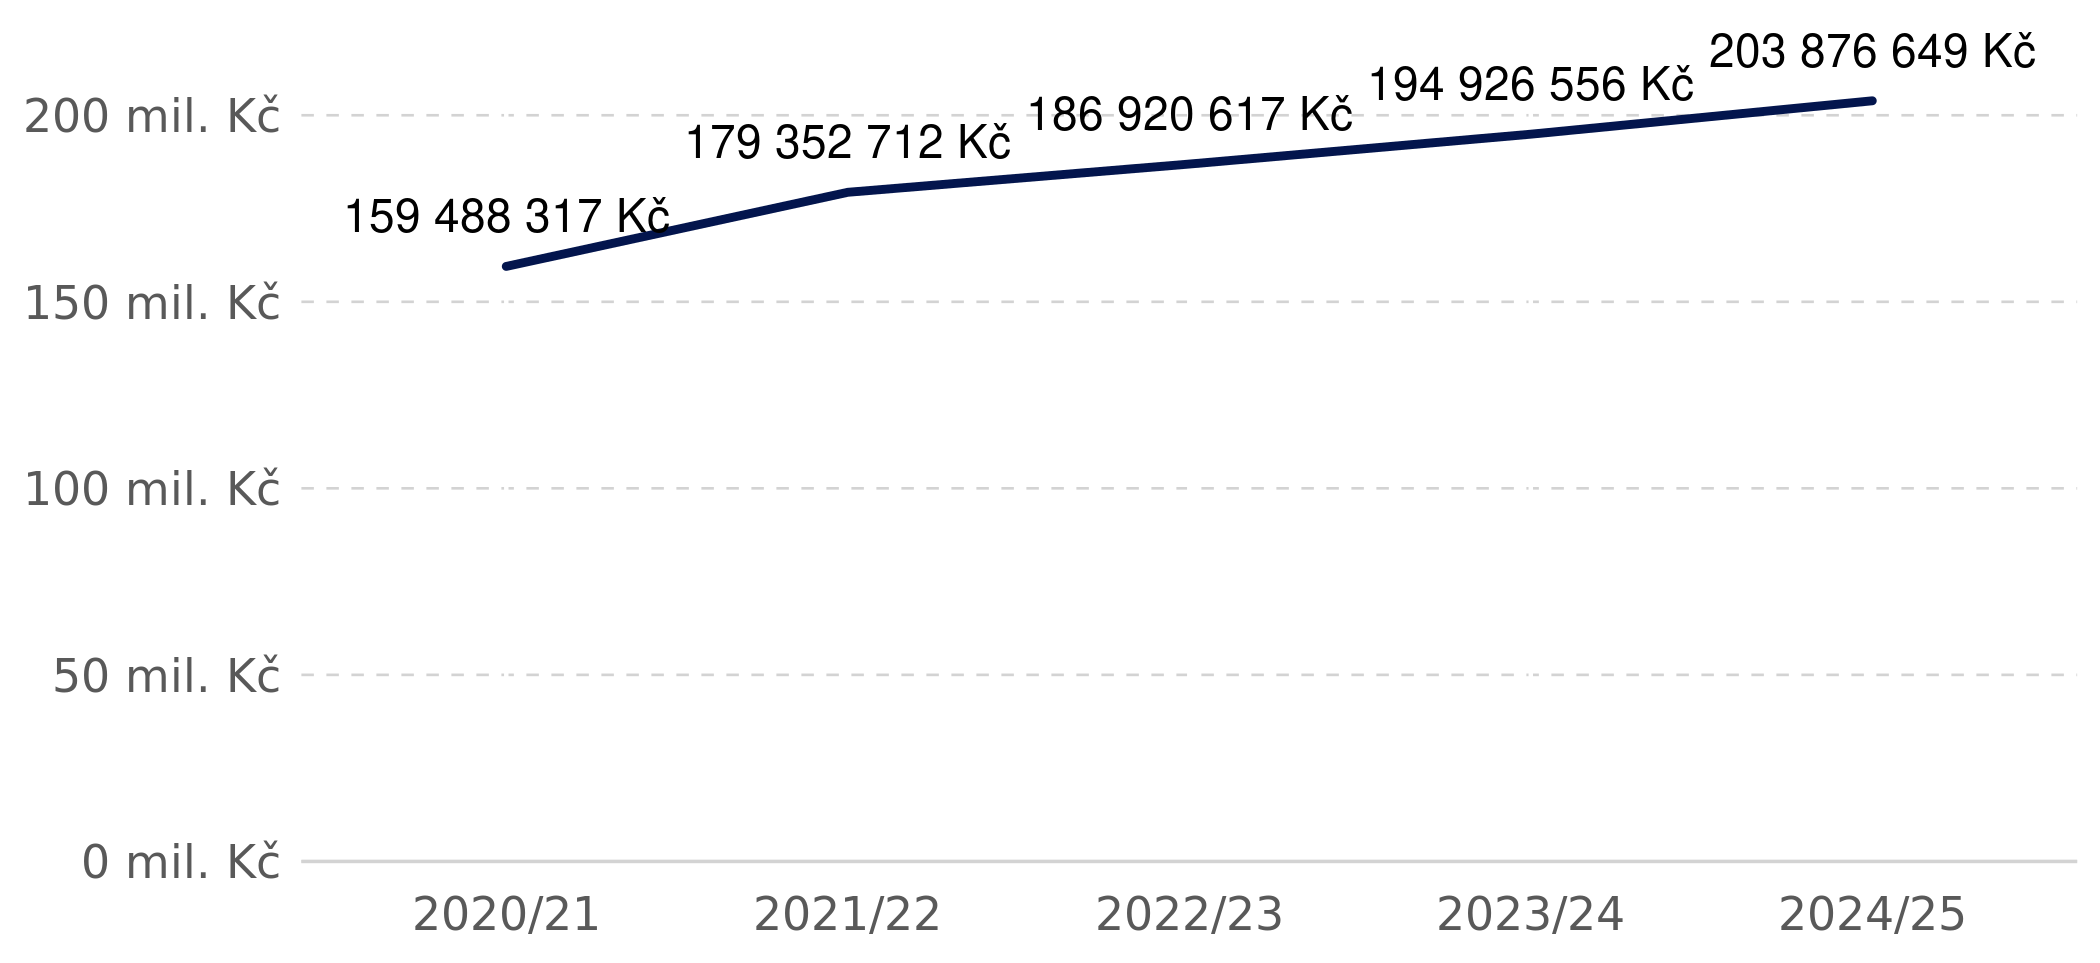 203 876 649 Kč
194 926 556 Kč
186 920 617 Kč
179 352 712 Kč
159 488 317 Kč
200 mil. Kč
150 mil. Kč
100 mil. Kč
50 mil. Kč
0 mil. Kč
2020/21 2021/22 2022/23 2023/24 2024/25